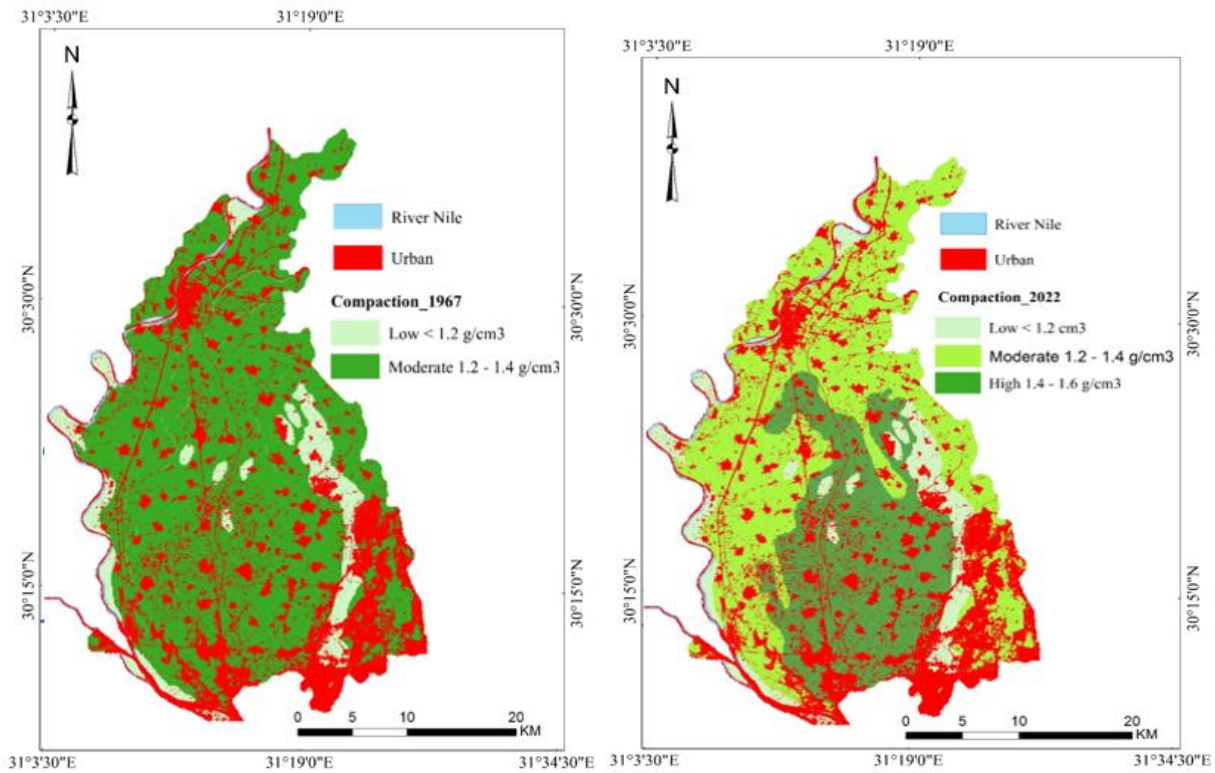 31°3'30"E 31°19'0"E
N
River Nile
Urban
Compaction_1967
Low < 1.2 g/cm3
Moderate 1.2 - 1.4 g/cm3
30°30'0"N 30°30'0"N
30°15'0"N 30°15'0"N
0 5 10 20
KM
31°3'30"E 31°19'0"E 31°34'30"E
31°3'30"E 31°19'0"E
N
River Nile
Urban
Compaction_2022
Low < 1.2 cm3
Moderate 1.2 - 1.4 g/cm3
High 1.4 - 1.6 g/cm3
30°30'0"N 30°30'0"N
30°15'0"N 30°15'0"N
0 5 10 20
KM
31°3'30"E 31°19'0"E 31°34'30"E